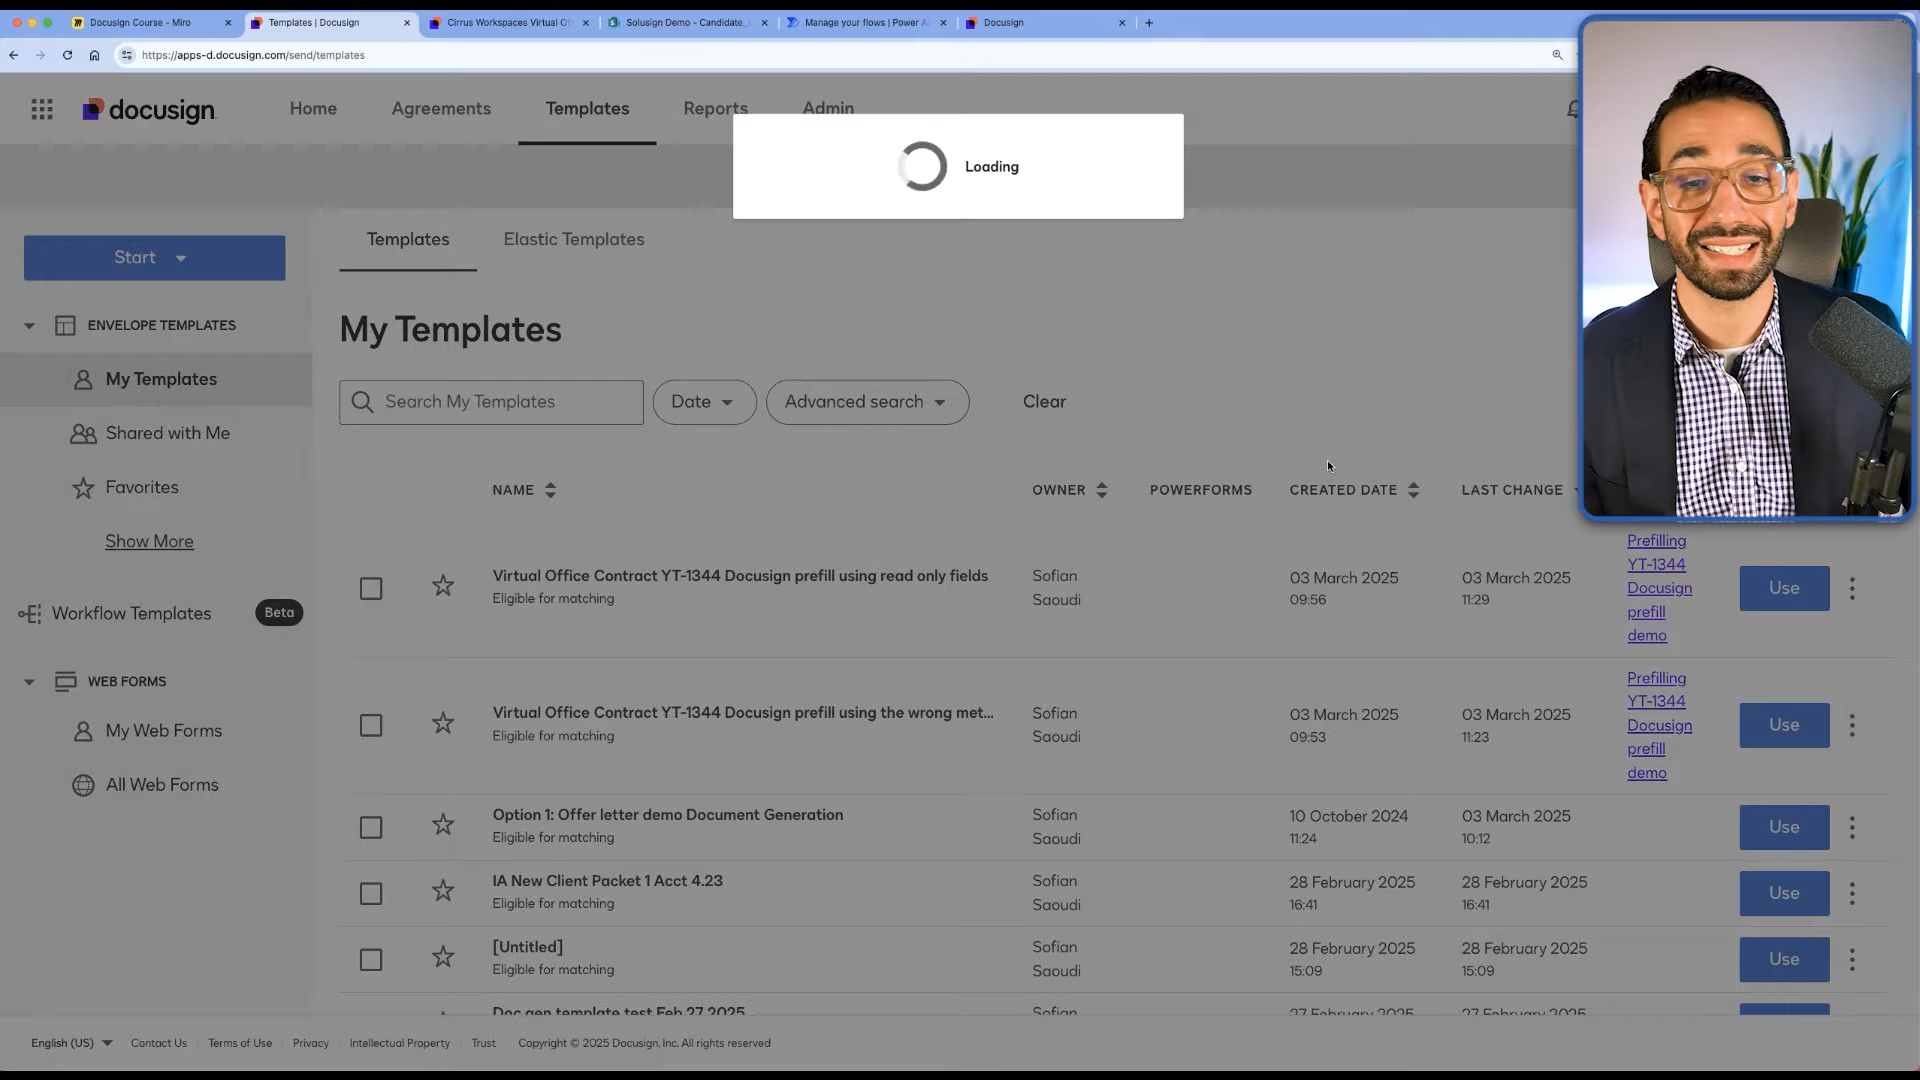 Docusign Course - Miro
Templates | Docusign
Cirrus Workspaces Virtual Of
Solusign Demo - Candidate_
Manage your flows | Power A
Docusign
https://apps-d.docusign.com/send/templates
docusign
Home
Agreements
Templates
Reports
Admin
Loading
Start
Templates
Elastic Templates
ENVELOPE TEMPLATES
My Templates
My Templates
Search My Templates
Date
Advanced search
Clear
Shared with Me
Favorites
Show More
Workflow Templates
Beta
WEB FORMS
My Web Forms
All Web Forms
NAME
OWNER
POWERFORMS
CREATED DATE
LAST CHANGE
Virtual Office Contract YT-1344 Docusign prefill using read only fields
Eligible for matching
Sofian
Saoudi
03 March 2025
09:56
03 March 2025
11:29
Prefilling
YT-1344
Docusign
prefill
demo
Use
Virtual Office Contract YT-1344 Docusign prefill using the wrong met...
Eligible for matching
Sofian
Saoudi
03 March 2025
09:53
03 March 2025
11:23
Prefilling
YT-1344
Docusign
prefill
demo
Use
Option 1: Offer letter demo Document Generation
Eligible for matching
Sofian
Saoudi
10 October 2024
11:24
03 March 2025
10:12
Use
IA New Client Packet 1 Acct 4.23
Eligible for matching
Sofian
Saoudi
28 February 2025
16:41
28 February 2025
16:41
Use
[Untitled]
Eligible for matching
Sofian
Saoudi
28 February 2025
15:09
28 February 2025
15:09
Use
Doc gen template test Feb 27 2025
Sofian
27 February 2025
27 February 2025
English (US)
Contact Us
Terms of Use
Privacy
Intellectual Property
Trust
Copyright © 2025 Docusign, Inc. All rights reserved